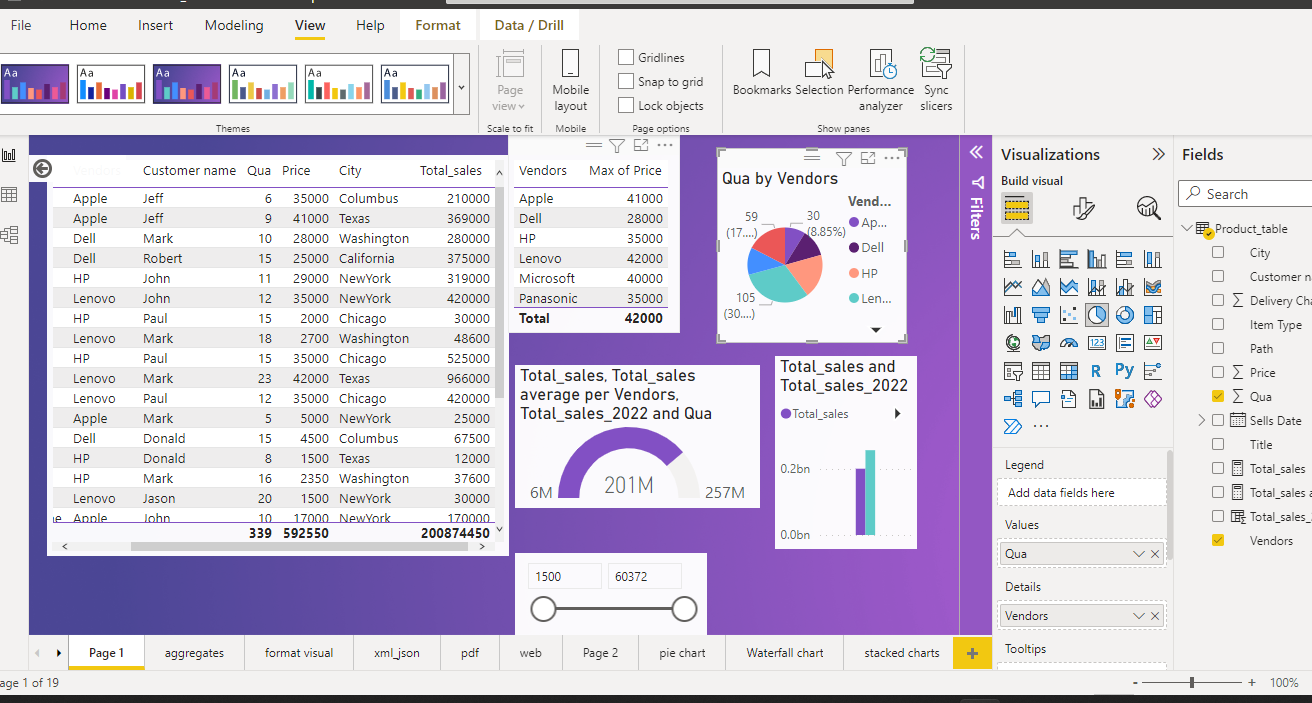 File Home Insert Modeling View Help Format Data / Drill
Aa Aa Aa Aa Aa Aa
Page view
Mobile layout
Gridlines
Snap to grid
Lock objects
Bookmarks Selection Performance analyzer Sync slicers
Themes Scale to fit Mobile Page options Show panes
Customer name Qua Price City Total_sales
Apple Jeff 6 35000 Columbus 210000
Apple Jeff 9 41000 Texas 369000
Dell Mark 10 28000 Washington 280000
Dell Robert 15 25000 California 375000
HP John 11 29000 NewYork 319000
Lenovo John 12 35000 NewYork 420000
HP Paul 15 2000 Chicago 30000
Lenovo Mark 18 2700 Washington 48600
HP Paul 15 35000 Chicago 525000
Lenovo Mark 23 42000 Texas 966000
Lenovo Paul 12 35000 Chicago 420000
Apple Mark 5 5000 NewYork 25000
Dell Donald 15 4500 Columbus 67500
HP Donald 8 1500 Texas 12000
HP Mark 16 2350 Washington 37600
Lenovo Jason 20 1500 NewYork 30000
e Apple John 10 17000 NewYork 170000
339 592550 200874450
Vendors Max of Price
Apple 41000
Dell 28000
HP 35000
Lenovo 42000
Microsoft 40000
Panasonic 35000
Total 42000
Qua by Vendors
59
(17....)
30
(8.85%)
105
(30....)
Vend...
Ap...
Dell
HP
Len...
Total_sales, Total_sales
average per Vendors,
Total_sales_2022 and Qua
6M 201M 257M
Total_sales and
Total_sales_2022
Total_sales
0.2bn
0.0bn
1500 60372
Filters
Visualizations
Build visual
123
R Py
Legend
Add data fields here
Values
Qua
Details
Vendors
Tooltips
Fields
Search
Product_table
City
Customer n
Delivery Cha
Item Type
Path
Price
Qua
Sells Date
Title
Total_sales
Total_sales a
Total_sales_
Vendors
Page 1 aggregates format visual xml_json pdf web Page 2 pie chart Waterfall chart stacked charts +
age 1 of 19
- + 100%